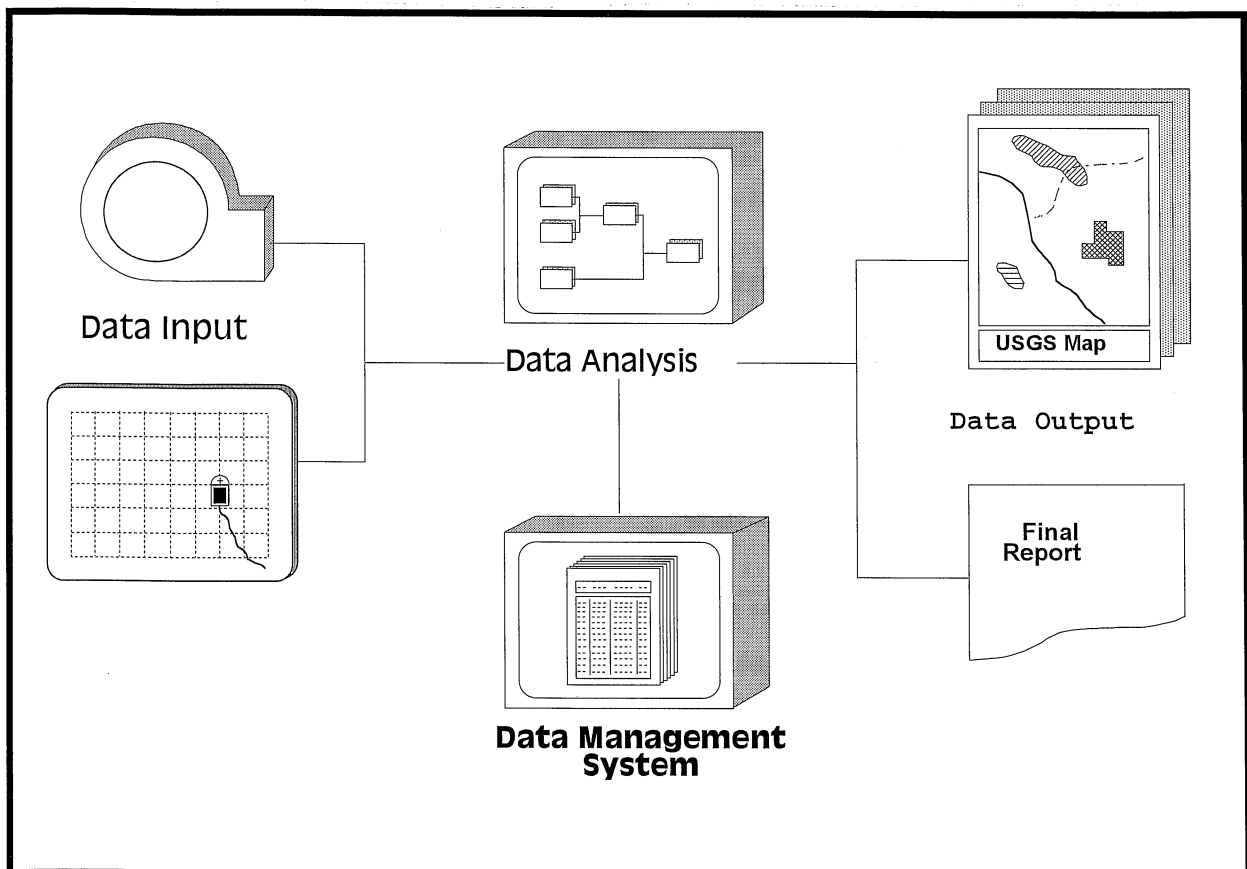 Data Input
Data Analysis
USGS Map
Data Output
Final
Report
Data Management
System